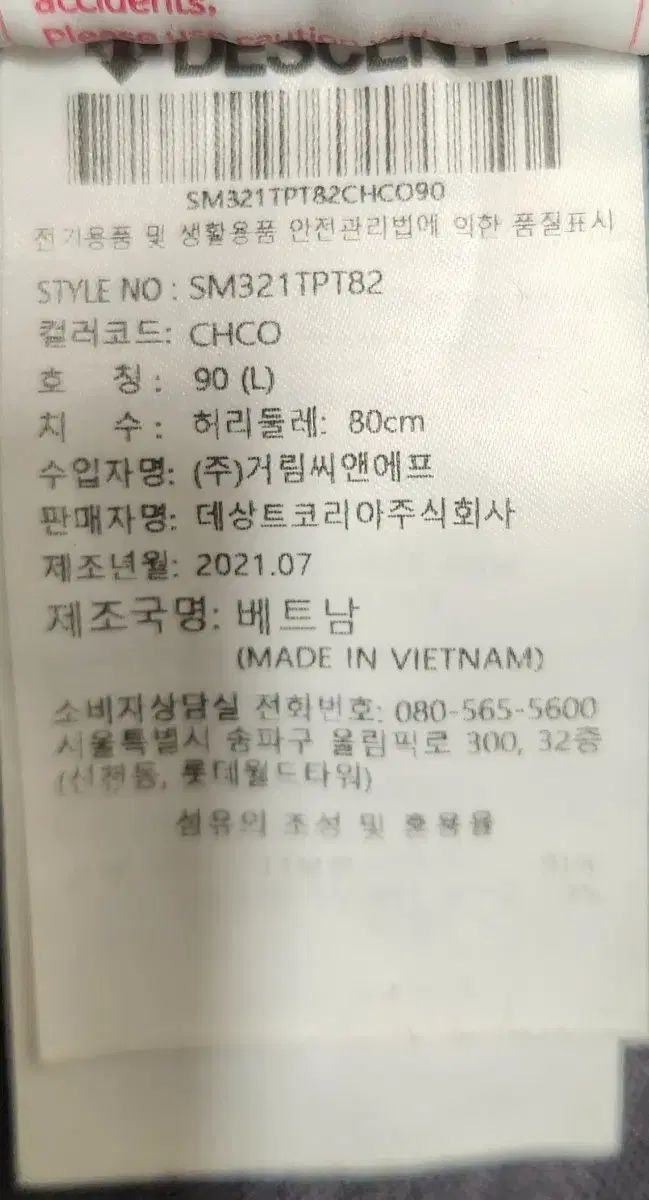 accidents.
please use caution with
DESCENTE
SM321TPT82CHCO90
전기용품 및 생활용품 안전관리법에 의한 품질표시
STYLE NO : SM321TPT82
컬러코드: CHCO
호 칭 : 90 (L)
치 수 : 허리둘레: 80cm
수입자명: (주)거림씨앤에프
판매자명: 데상트코리아주식회사
제조년월: 2021.07
제조국명: 베트남
(MADE IN VIETNAM)
소비자상담실 전화번호: 080-565-5600
서울특별시 송파구 올림픽로 300, 32층
(신천동, 롯데월드타워)
섬유의 조성 및 혼용율